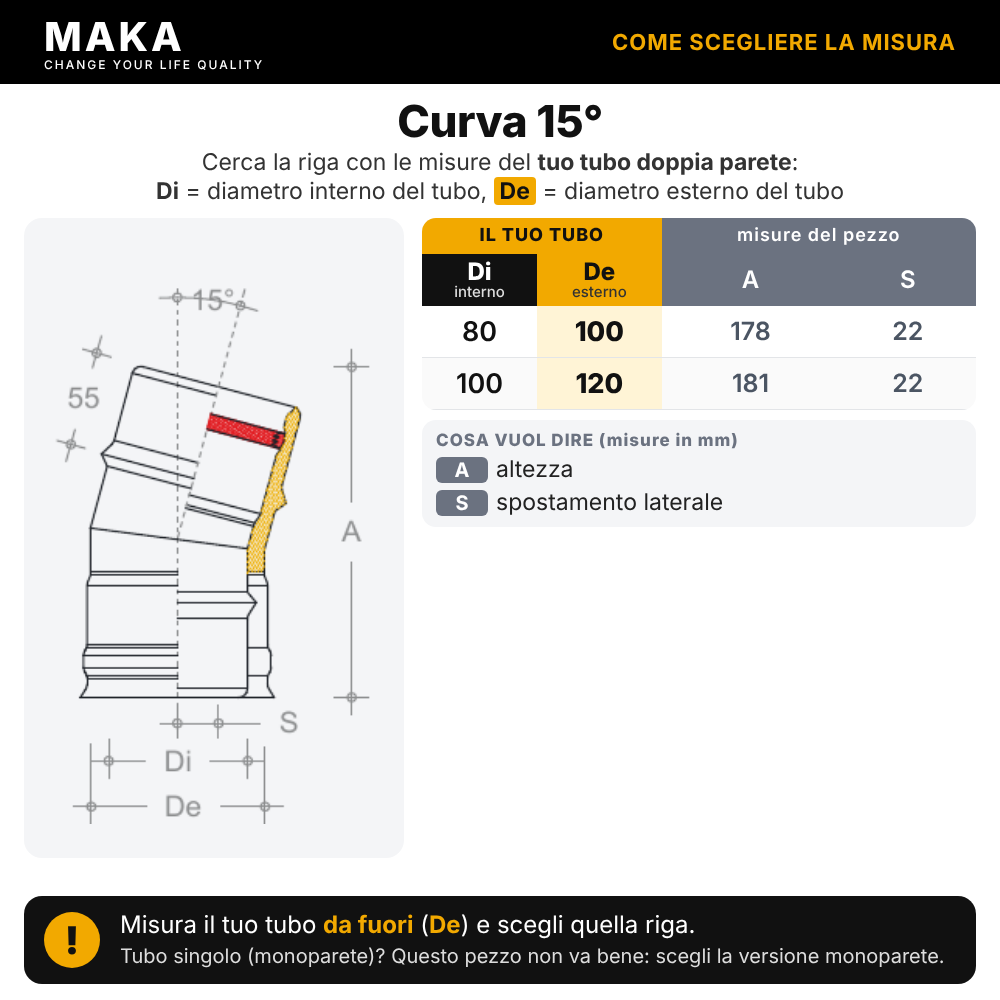 MAKA
CHANGE YOUR LIFE QUALITY
COME SCEGLIERE LA MISURA
Curva 15°
Cerca la riga con le misure del tuo tubo doppia parete:
Di = diametro interno del tubo, De = diametro esterno del tubo
15°
55
A
S
Di
De
IL TUO TUBO misure del pezzo
Di De A S
interno esterno
80 100 178 22
100 120 181 22
COSA VUOL DIRE (misure in mm)
A altezza
S spostamento laterale
! Misura il tuo tubo da fuori (De) e scegli quella riga.
Tubo singolo (monoparete)? Questo pezzo non va bene: scegli la versione monoparete.